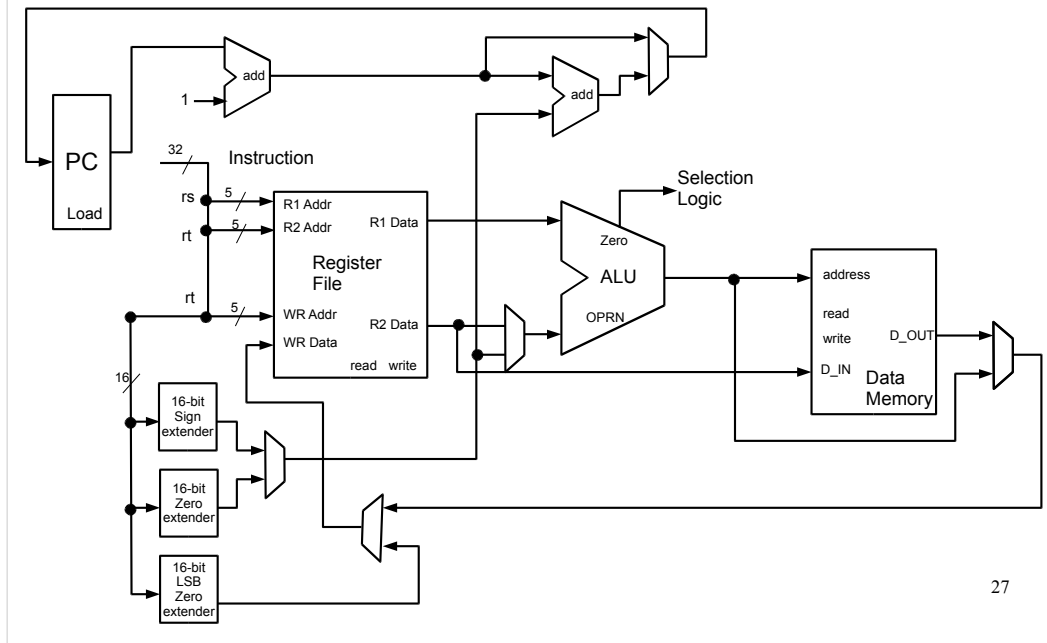 add
add
1
PC
Load
32
Instruction
rs
5
rt
5
rt
5
R1 Addr
R2 Addr
R1 Data
Register
File
WR Addr
R2 Data
WR Data
read write
Selection
Logic
Zero
ALU
OPRN
address
read
write
D_OUT
D_IN
Data
Memory
16
16-bit
Sign
extender
16-bit
Zero
extender
16-bit
LSB
Zero
extender
27